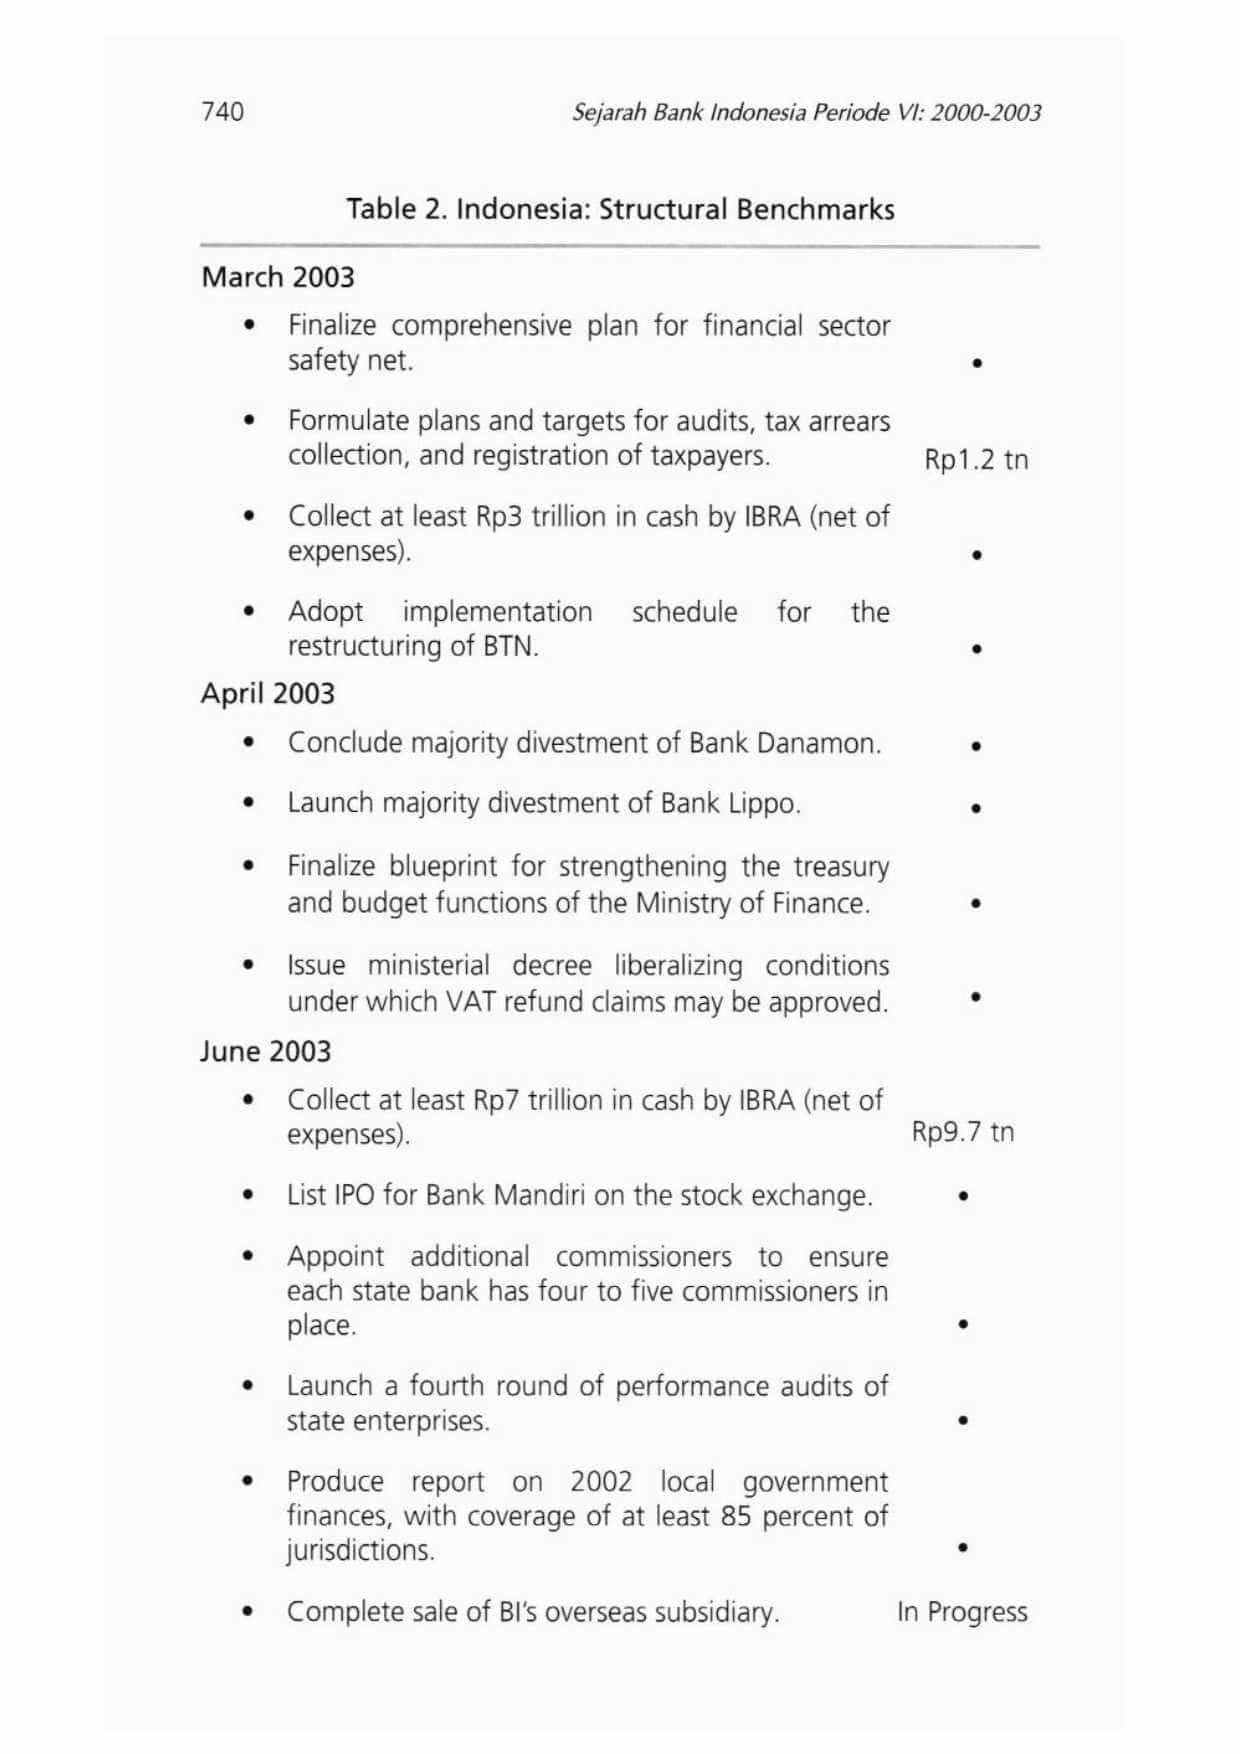 740 Sejarah Bank Indonesia Periode VI: 2000-2003
Table 2. Indonesia: Structural Benchmarks
March 2003
• Finalize comprehensive plan for financial sector
safety net. •
• Formulate plans and targets for audits, tax arrears
collection, and registration of taxpayers. Rp1.2 tn
• Collect at least Rp3 trillion in cash by IBRA (net of
expenses). •
• Adopt implementation schedule for the
restructuring of BTN. •
April 2003
• Conclude majority divestment of Bank Danamon. •
• Launch majority divestment of Bank Lippo. •
• Finalize blueprint for strengthening the treasury
and budget functions of the Ministry of Finance. •
• Issue ministerial decree liberalizing conditions
under which VAT refund claims may be approved. •
June 2003
• Collect at least Rp7 trillion in cash by IBRA (net of
expenses). Rp9.7 tn
• List IPO for Bank Mandiri on the stock exchange. •
• Appoint additional commissioners to ensure
each state bank has four to five commissioners in
place. •
• Launch a fourth round of performance audits of
state enterprises. •
• Produce report on 2002 local government
finances, with coverage of at least 85 percent of
jurisdictions. •
• Complete sale of BI's overseas subsidiary. In Progress